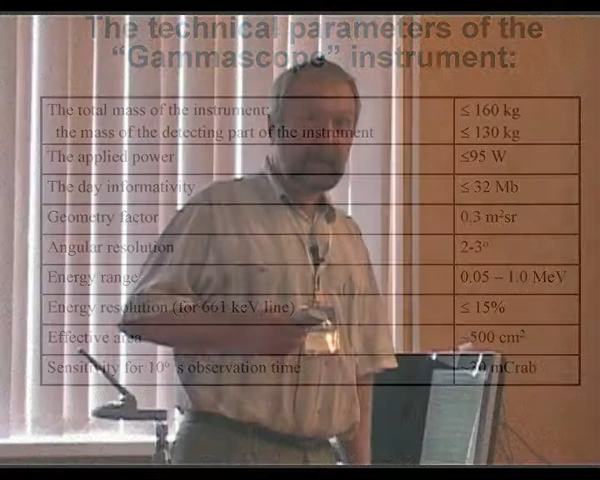 The technical parameters of the
“Gammascope” instrument:
The total mass of the instrument: ≤ 160 kg
the mass of the detecting part of the instrument ≤ 130 kg
The applied power ≤95 W
The day informativity ≤ 32 Mb
Geometry factor 0,3 m²sr
Angular resolution 2-3º
Energy range 0.05 – 1.0 MeV
Energy resolution (for 661 keV line) ≤ 15%
Effective area ~500 cm²
Sensitivity for 10⁶ s observation time mCrab